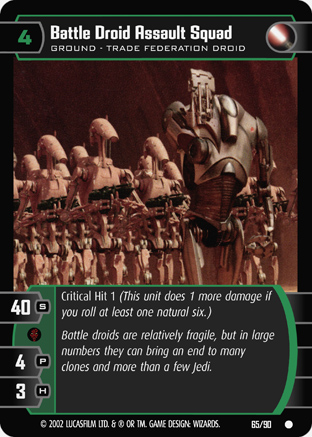 4
Battle Droid Assault Squad
GROUND - TRADE FEDERATION DROID
40 S
Critical Hit 1 (This unit does 1 more damage if
you roll at least one natural six.)
Battle droids are relatively fragile, but in large
numbers they can bring an end to many
clones and more than a few Jedi.
4 P
3 H
© 2002 LUCASFILM LTD. & ® OR TM. GAME DESIGN: WIZARDS.
65/90